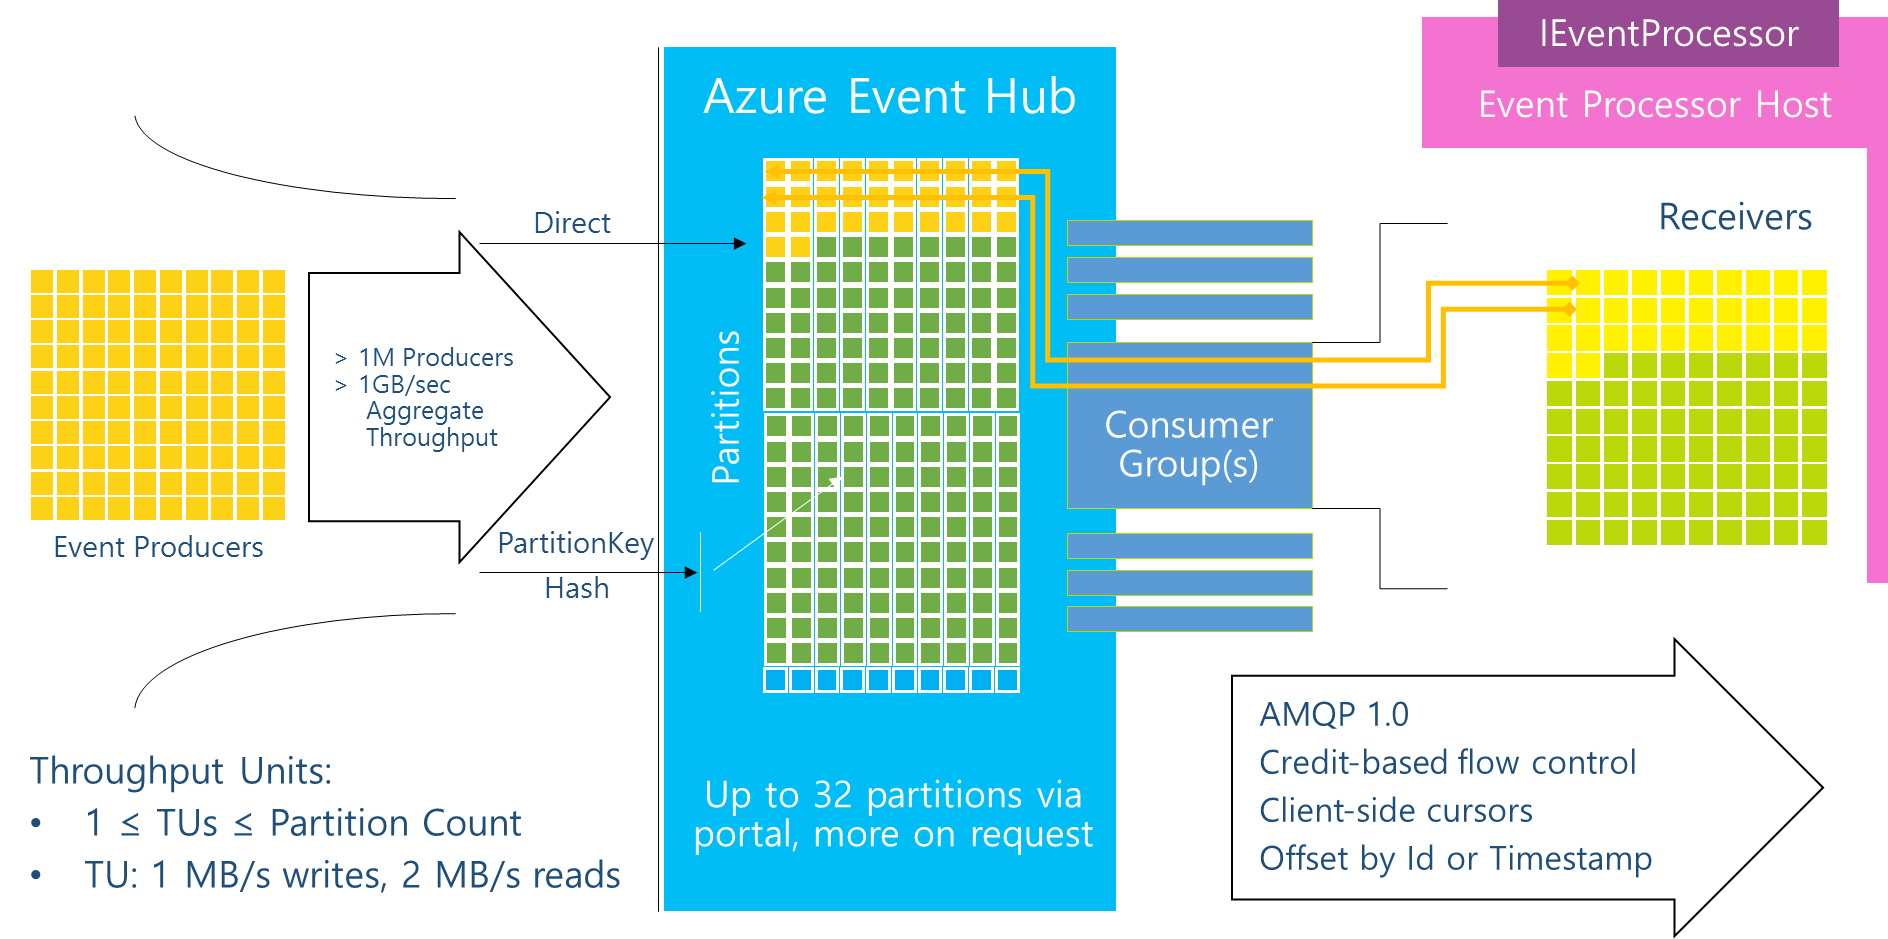 IEventProcessor
Event Processor Host
Azure Event Hub
Direct
Receivers
> 1M Producers
> 1GB/sec
Aggregate
Throughput
Partitions
Consumer
Group(s)
Event Producers
PartitionKey
Hash
Throughput Units:
• 1 ≤ TUs ≤ Partition Count
• TU: 1 MB/s writes, 2 MB/s reads
Up to 32 partitions via
portal, more on request
AMQP 1.0
Credit-based flow control
Client-side cursors
Offset by Id or Timestamp